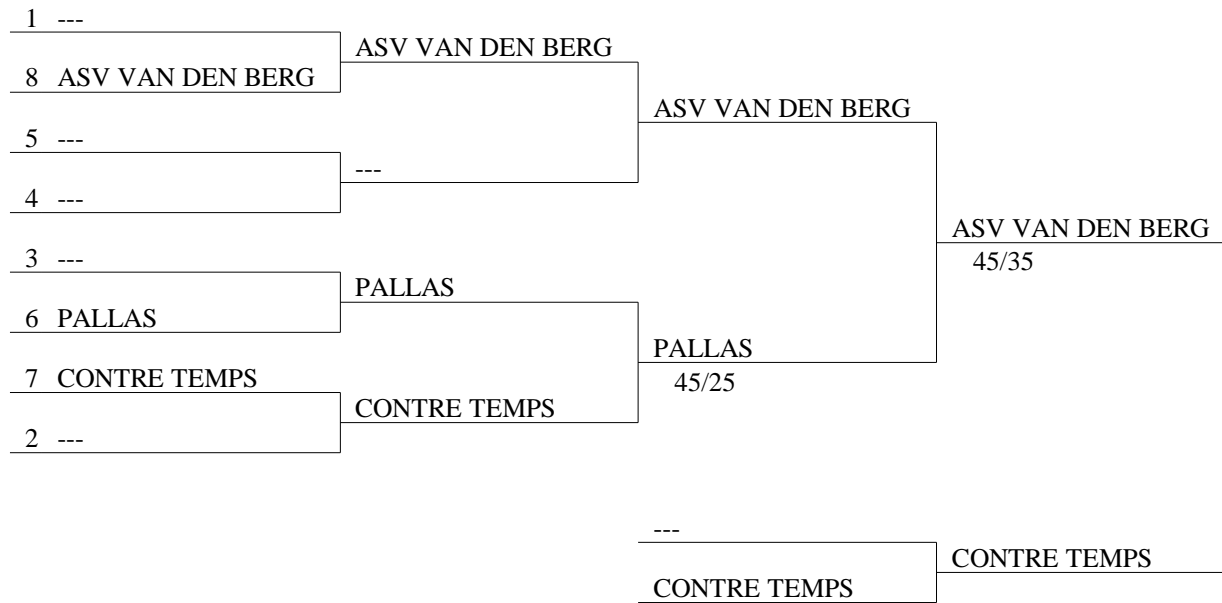 1 ---
8 ASV VAN DEN BERG
5 ---
4 ---
3 ---
6 PALLAS
7 CONTRE TEMPS
2 ---
ASV VAN DEN BERG
---
PALLAS
CONTRE TEMPS
ASV VAN DEN BERG
PALLAS
45/25
ASV VAN DEN BERG
45/35
---
CONTRE TEMPS
CONTRE TEMPS